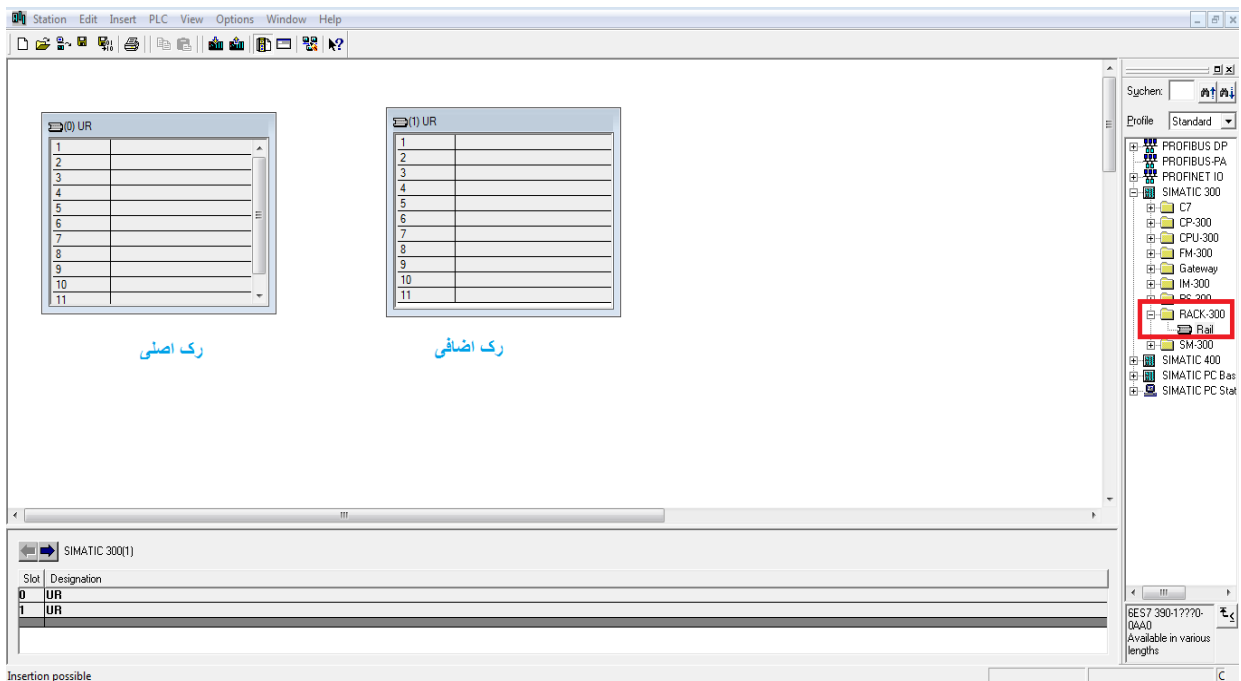 Station Edit Insert PLC View Options Window Help
Suchen:
Profile Standard
(0) UR
1
2
3
4
5
6
7
8
9
10
11
(1) UR
1
2
3
4
5
6
7
8
9
10
11
رک اصلی
رک اضافی
PROFIBUS DP
PROFIBUS-PA
PROFINET IO
SIMATIC 300
C7
CP-300
CPU-300
FM-300
Gateway
IM-300
PS-300
RACK-300
Rail
SM-300
SIMATIC 400
SIMATIC PC Bas
SIMATIC PC Stat
SIMATIC 300(1)
Slot Designation
0 UR
1 UR
6ES7 390-1???0-
0AA0
Available in various
lengths
Insertion possible
C